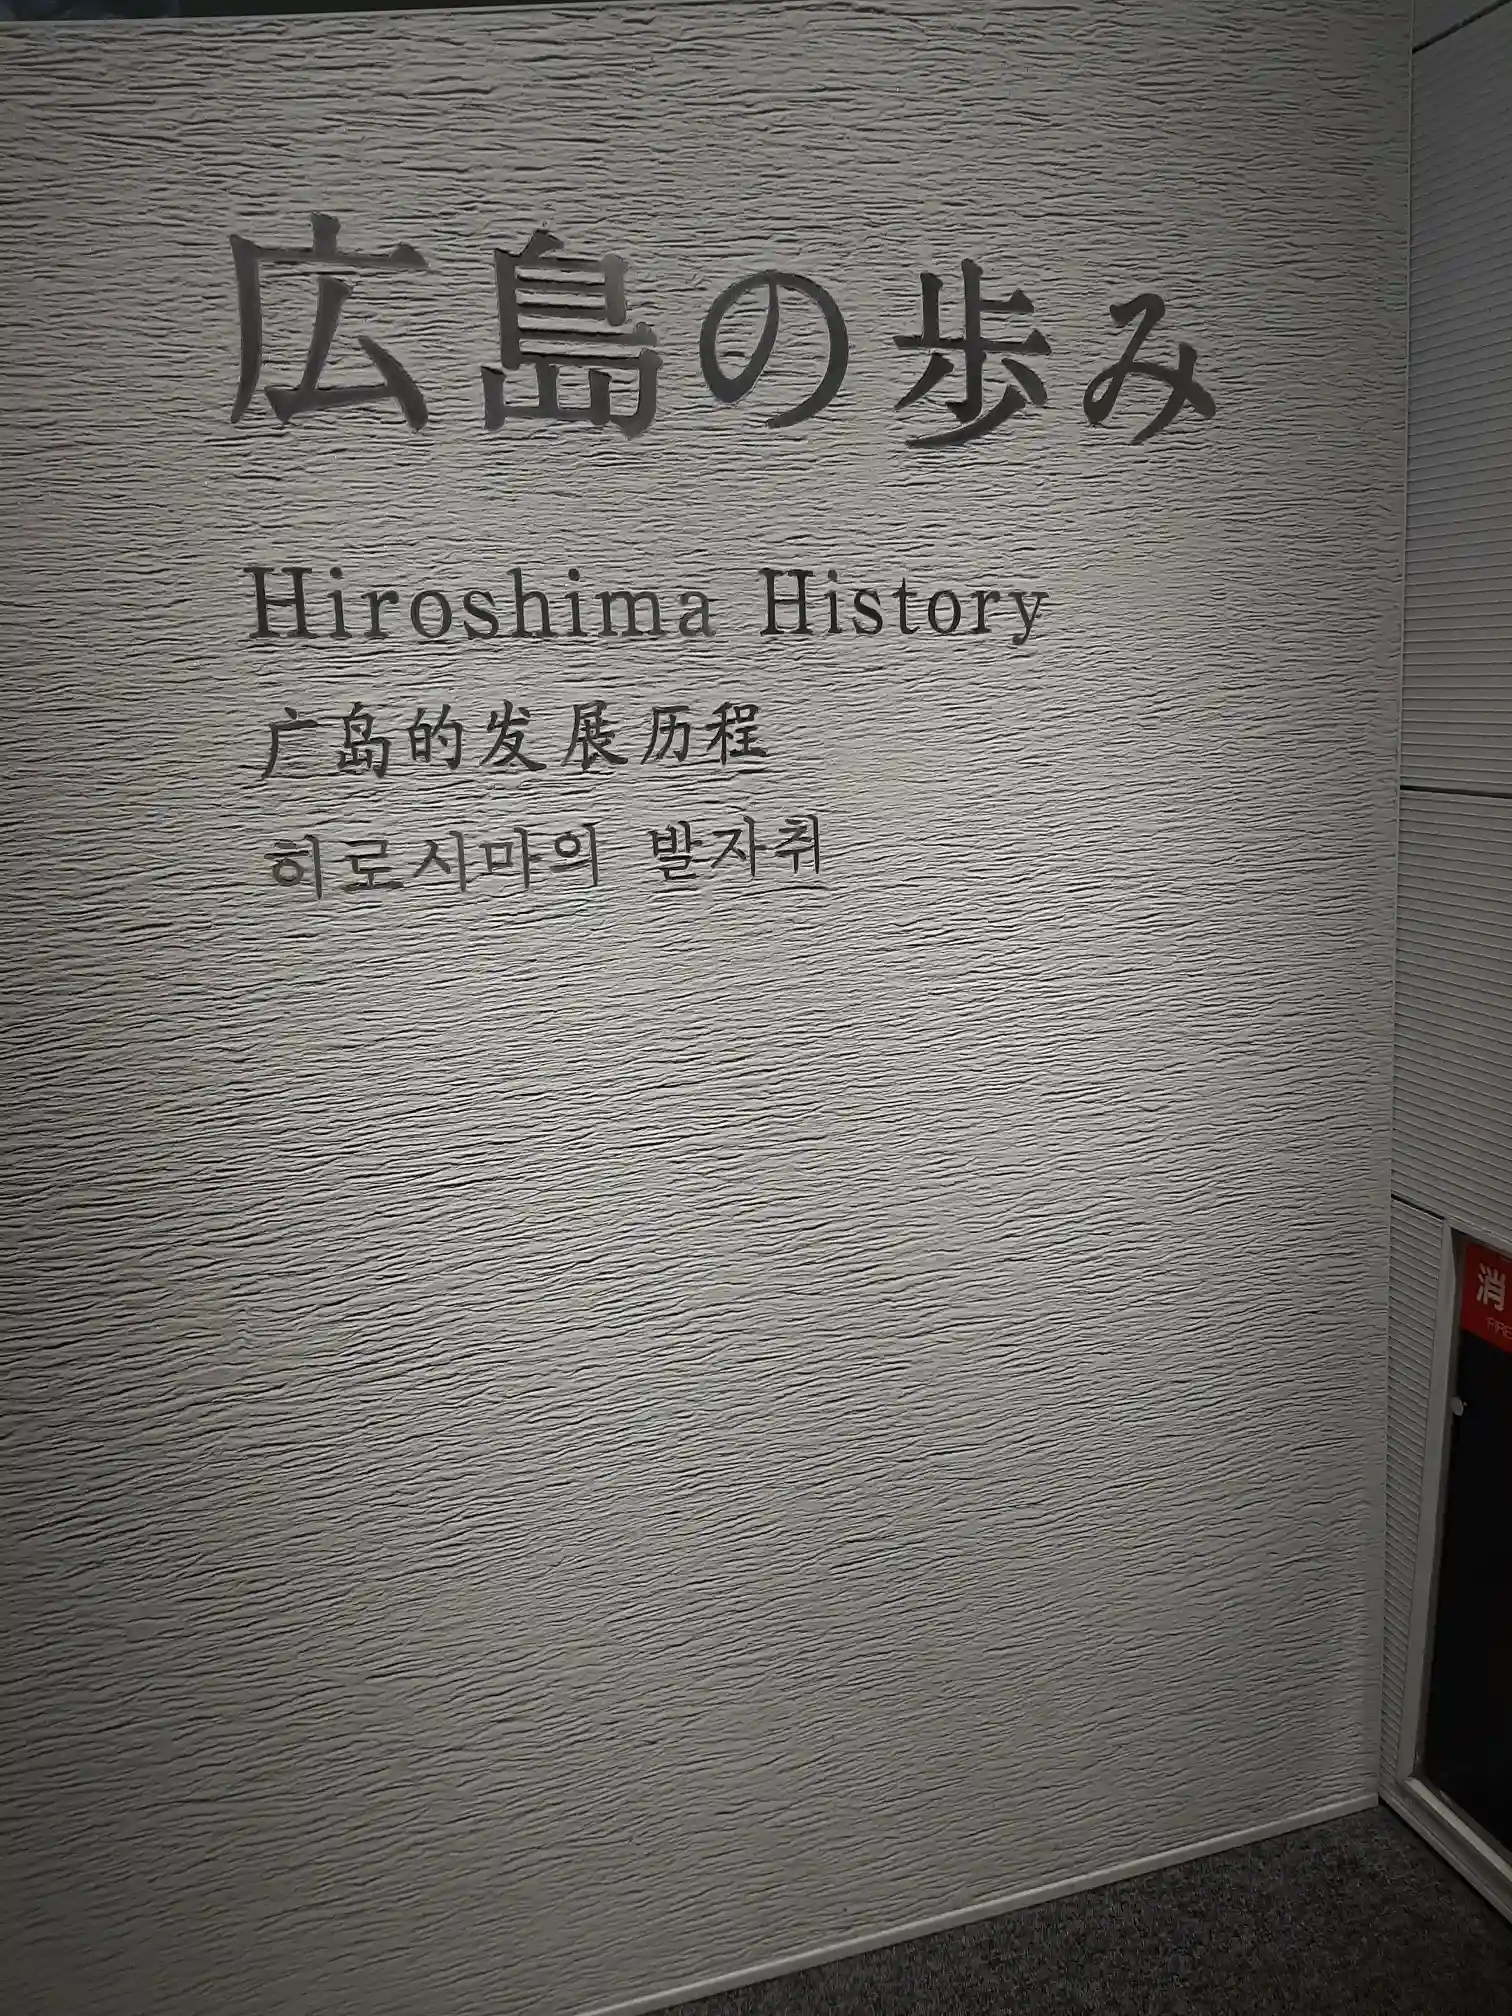 広島の歩み
Hiroshima History
广岛的发展历程
히로시마의 발자취
消
FIRE